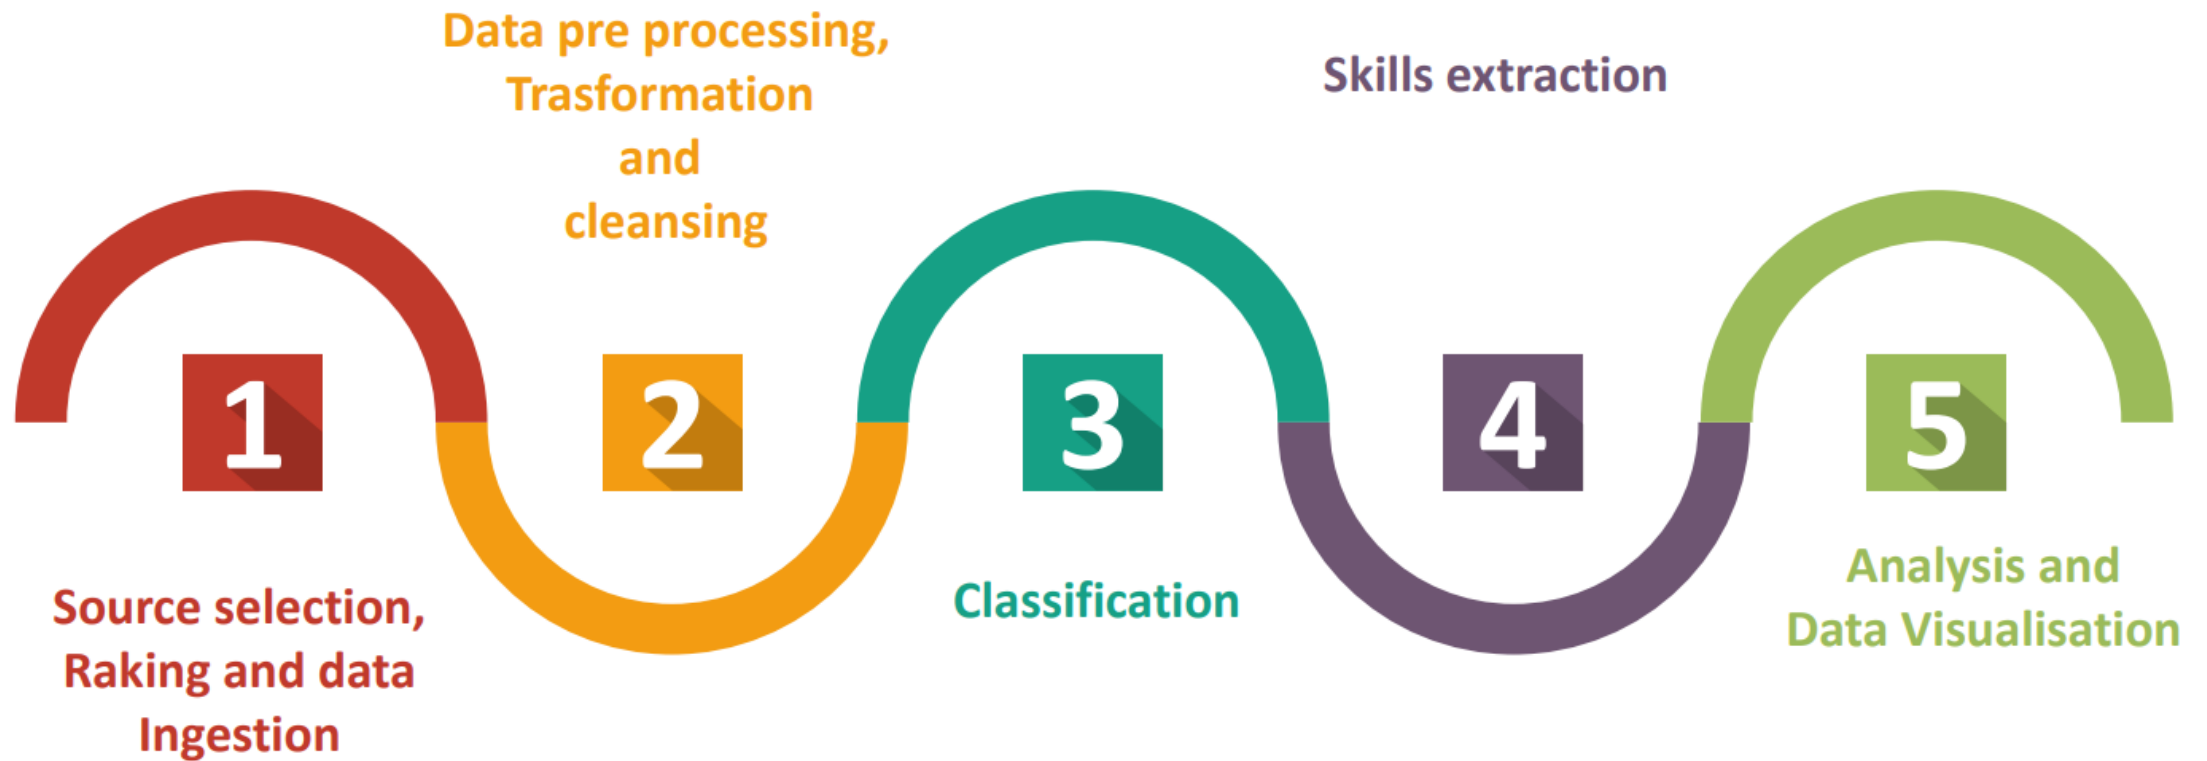 1
Source selection,
Raking and data
Ingestion
Data pre processing,
Trasformation
and
cleansing
2
3
Classification
Skills extraction
4
5
Analysis and
Data Visualisation